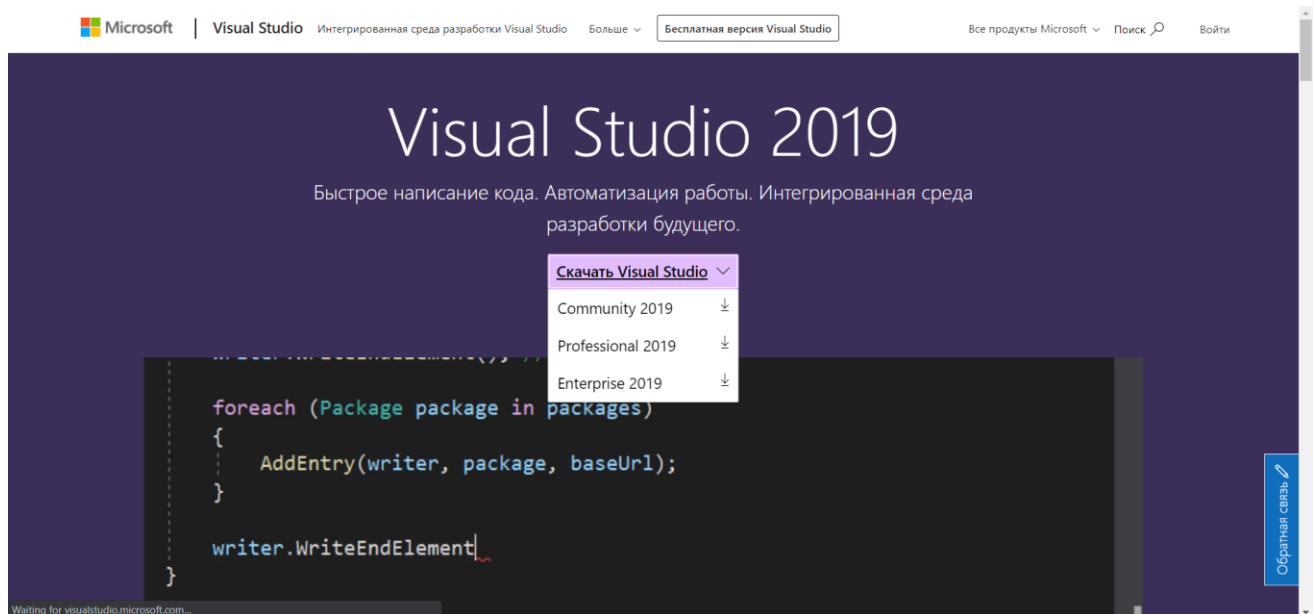 Microsoft | Visual Studio Интегрированная среда разработки Visual Studio Больше Бесплатная версия Visual Studio Все продукты Microsoft Поиск Войти
Visual Studio 2019
Быстрое написание кода. Автоматизация работы. Интегрированная среда
разработки будущего.
Скачать Visual Studio
Community 2019
Professional 2019
Enterprise 2019
foreach (Package package in packages)
{
AddEntry(writer, package, baseUrl);
}
writer.WriteEndElement
}
Обратная связь
Waiting for visualstudio.microsoft.com...